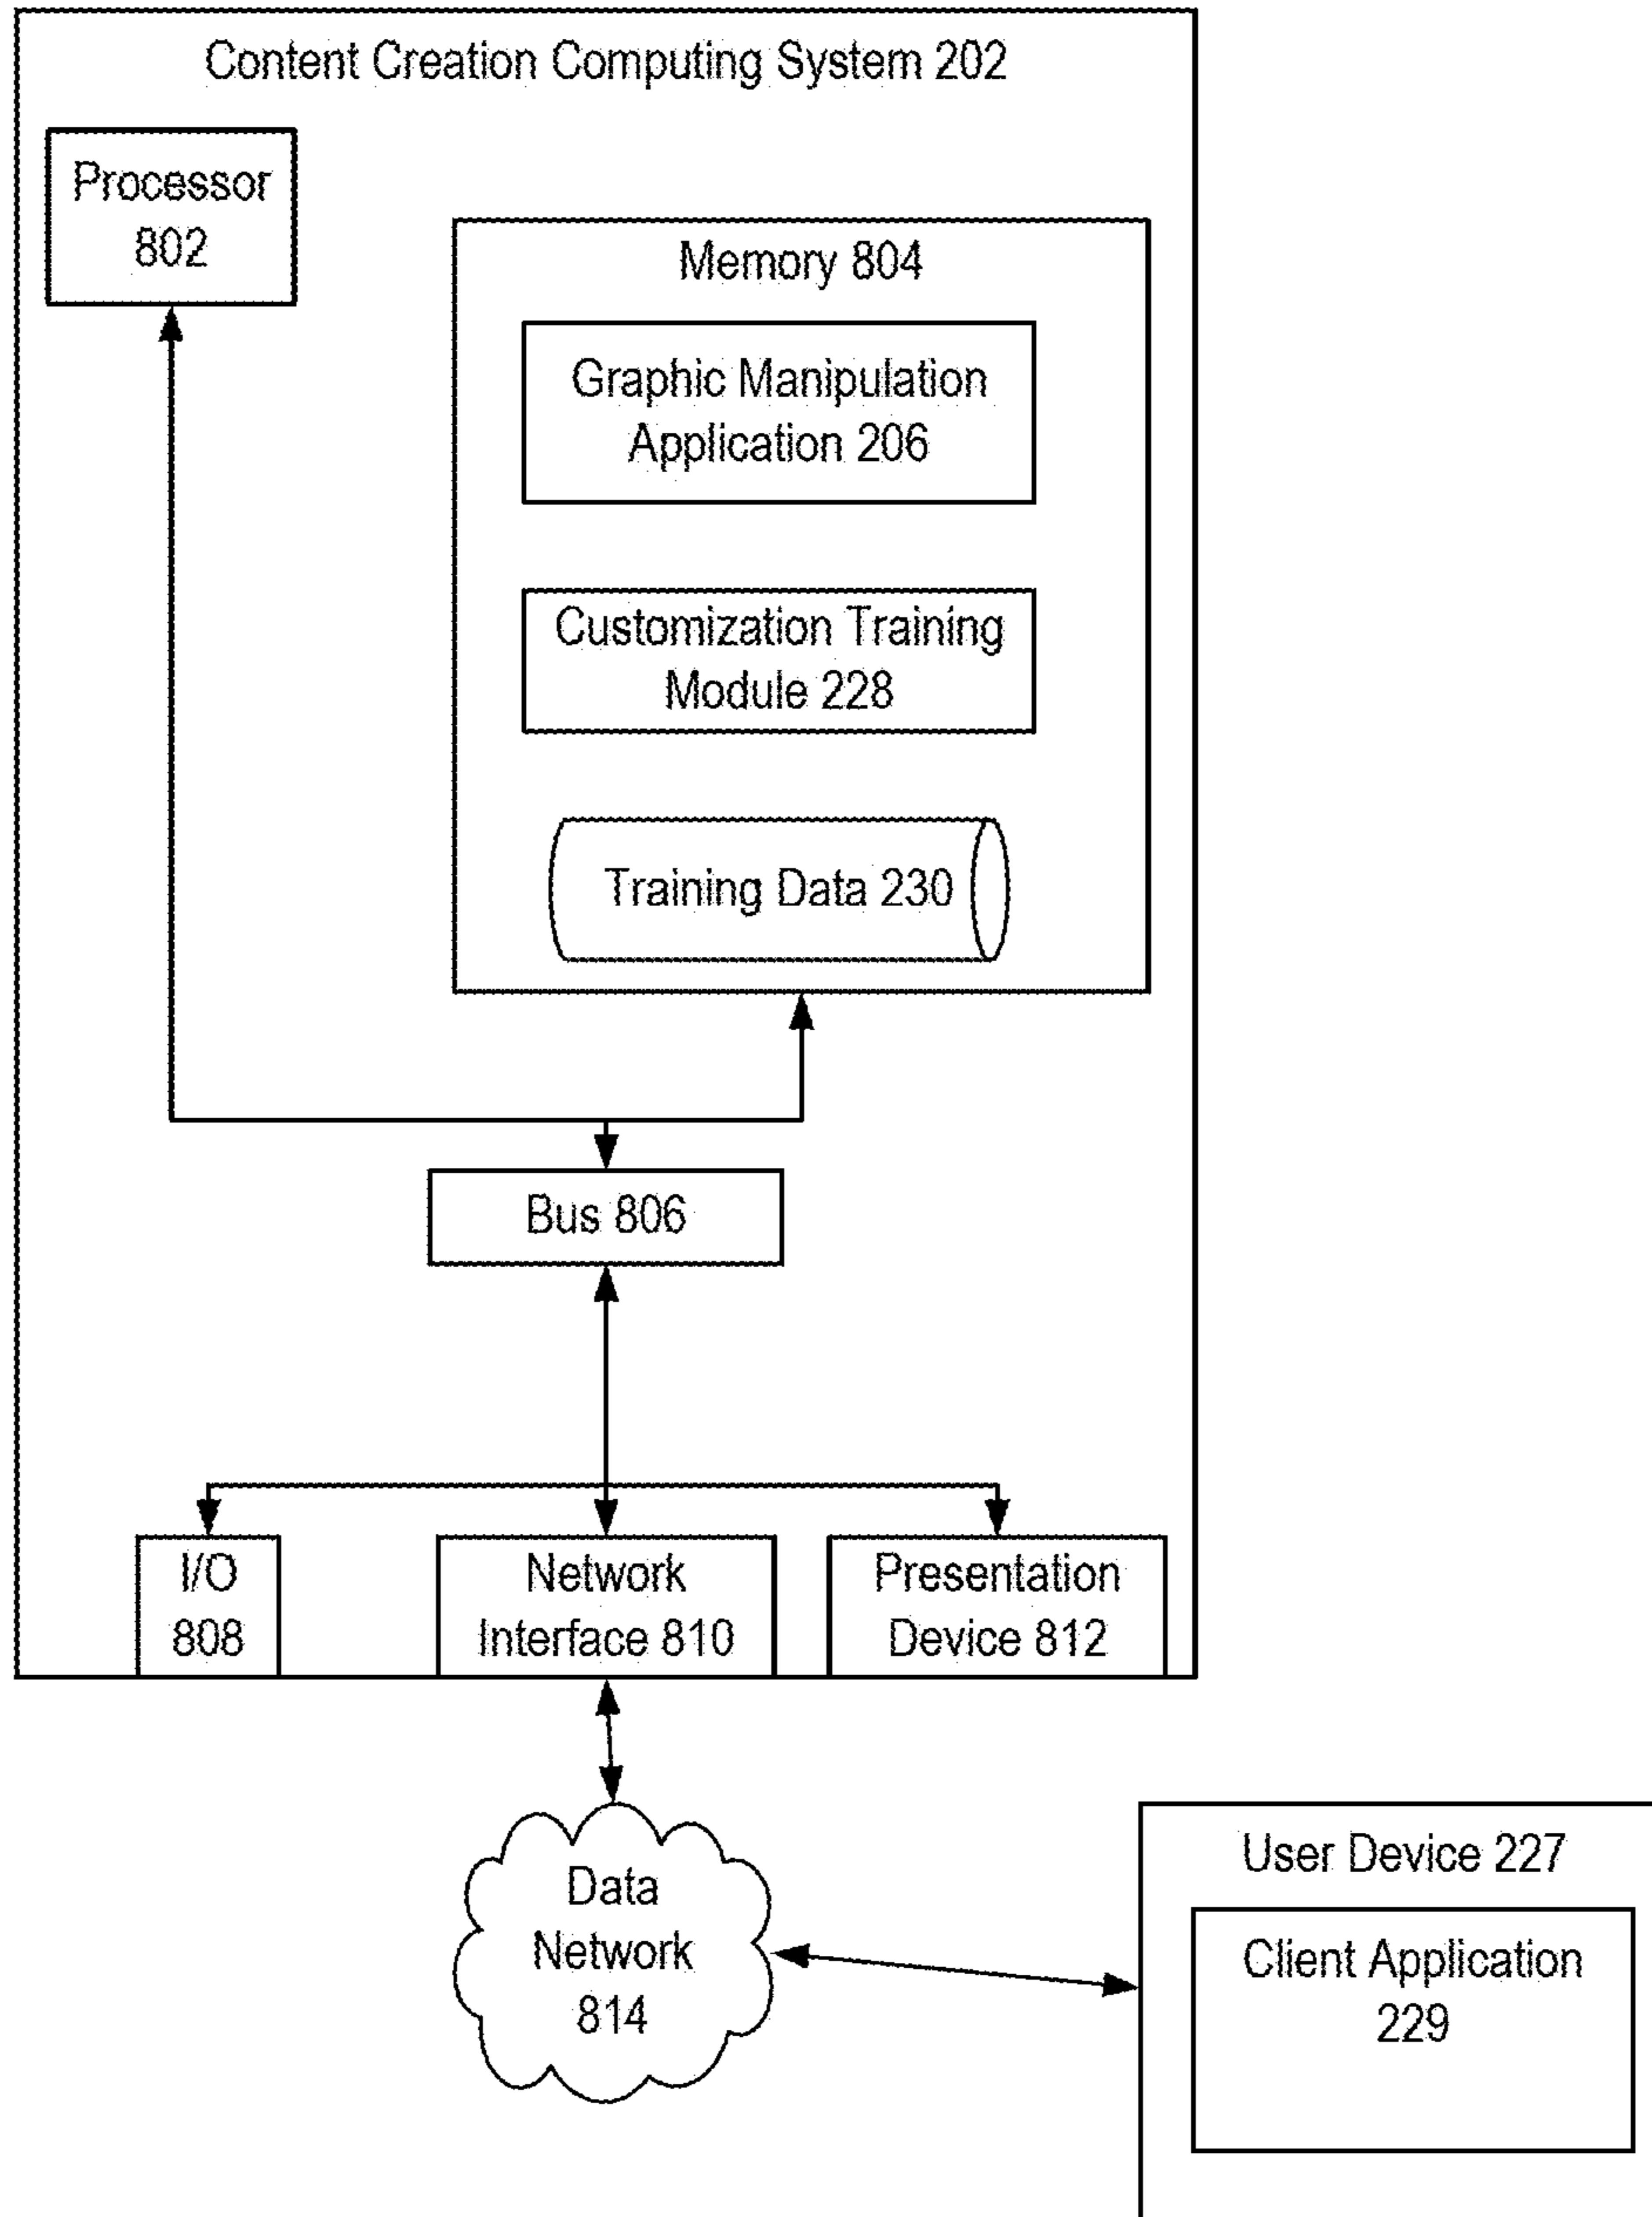 Content Creation Computing System 202
Processor
802
Memory 804
Graphic Manipulation
Application 206
Customization Training
Module 228
Training Data 230
Bus 806
I/O
808
Network
Interface 810
Presentation
Device 812
Data
Network
814
User Device 227
Client Application
229